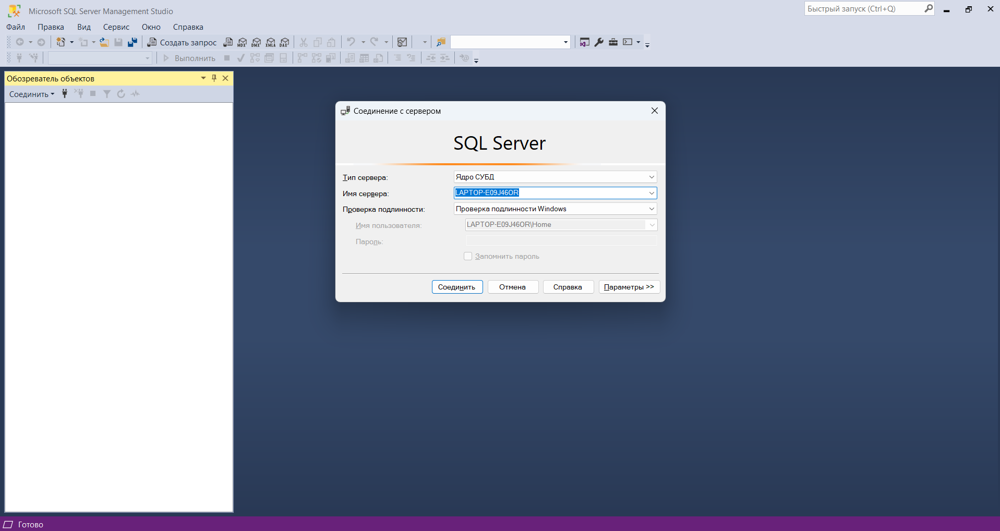 Microsoft SQL Server Management Studio
Быстрый запуск (Ctrl+Q)
Файл Правка Вид Сервис Окно Справка
Создать запрос MDX DMX XMLA DAX
Выполнить
Обозреватель объектов
Соединить
Соединение с сервером
SQL Server
Тип сервера: Ядро СУБД
Имя сервера: LAPTOP-E09J46OR
Проверка подлинности: Проверка подлинности Windows
Имя пользователя: LAPTOP-E09J46OR\Home
Пароль:
Запомнить пароль
Соединить Отмена Справка Параметры >>
Готово